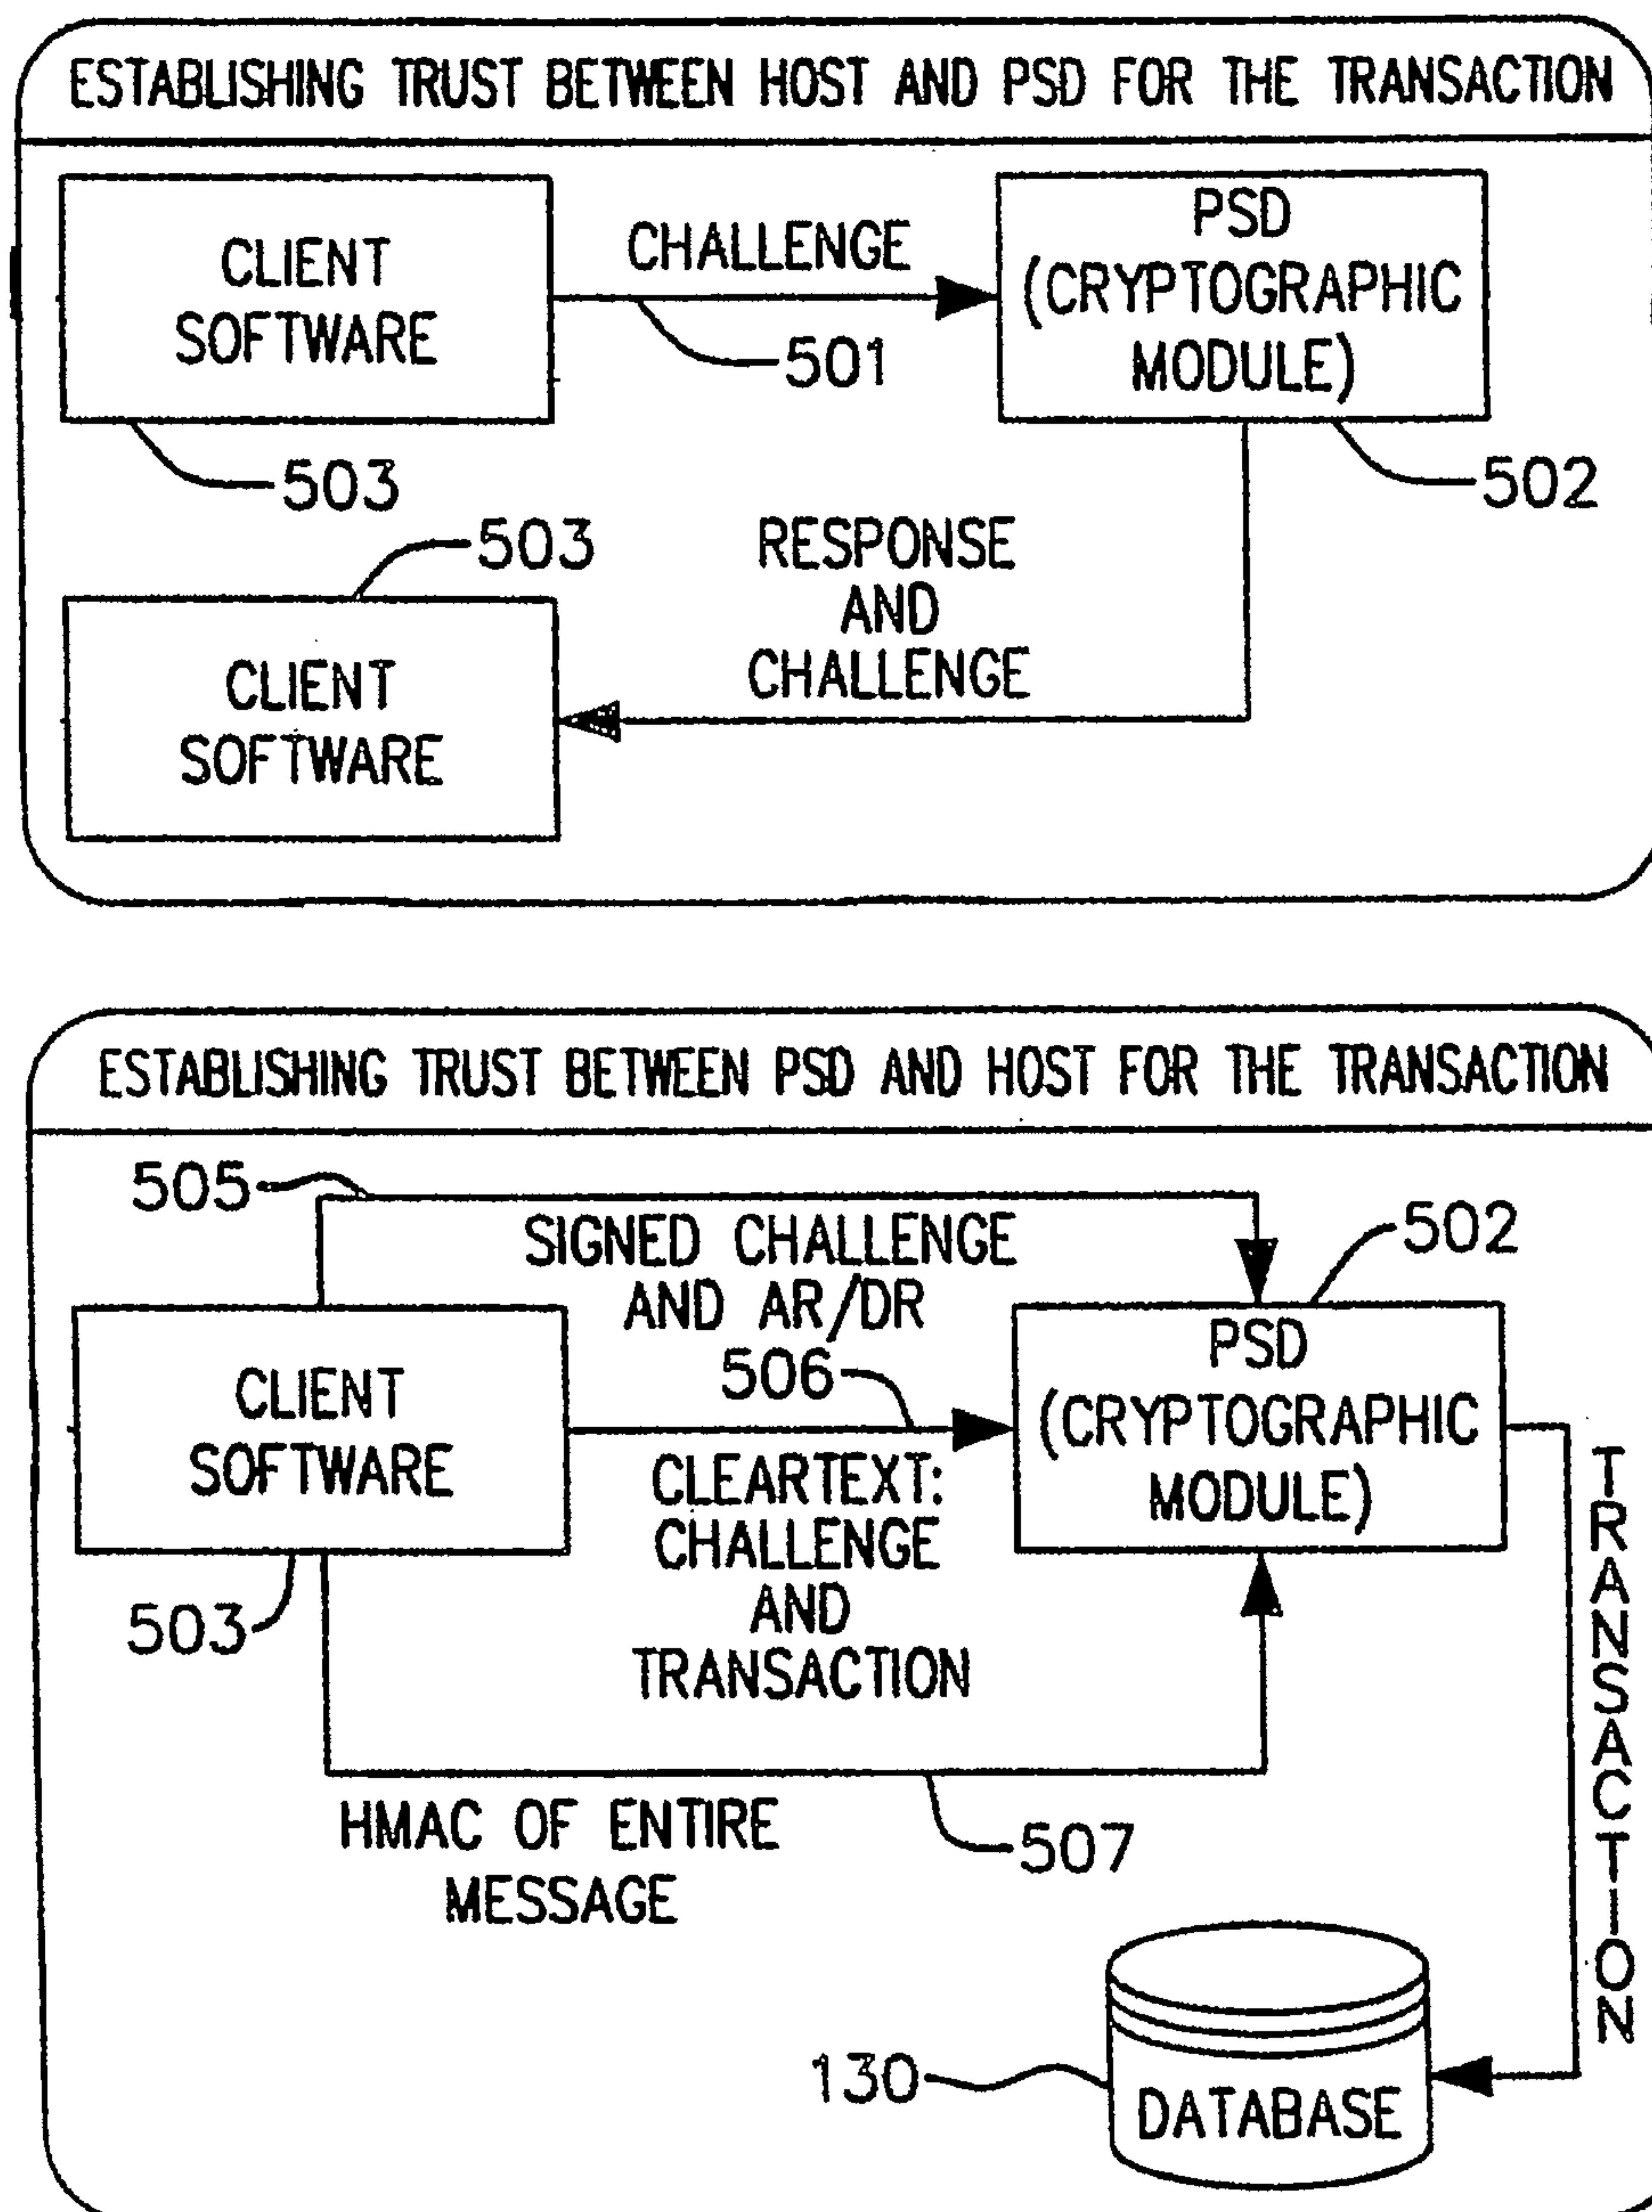 ESTABLISHING TRUST BETWEEN HOST AND PSD FOR THE TRANSACTION
CLIENT
SOFTWARE
CHALLENGE
501
PSD
(CRYPTOGRAPHIC
MODULE)
503
502
503
RESPONSE
AND
CHALLENGE
CLIENT
SOFTWARE
ESTABLISHING TRUST BETWEEN PSD AND HOST FOR THE TRANSACTION
505
SIGNED CHALLENGE
AND AR/DR
502
506
CLIENT
SOFTWARE
PSD
(CRYPTOGRAPHIC
MODULE)
CLEARTEXT:
CHALLENGE
AND
TRANSACTION
503
TRANSACTION
HMAC OF ENTIRE
MESSAGE
507
130
DATABASE